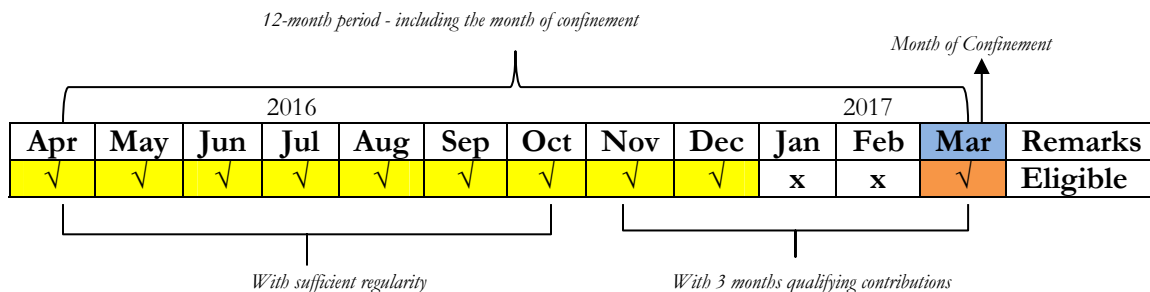 12-month period - including the month of confinement
Month of Confinement
2016 2017
Apr May Jun Jul Aug Sep Oct Nov Dec Jan Feb Mar Remarks
√ √ √ √ √ √ √ √ √ x x √ Eligible
With sufficient regularity With 3 months qualifying contributions